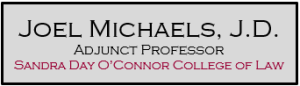 Joel Michaels, J.D.
Adjunct Professor
Sandra Day O'Connor College of Law